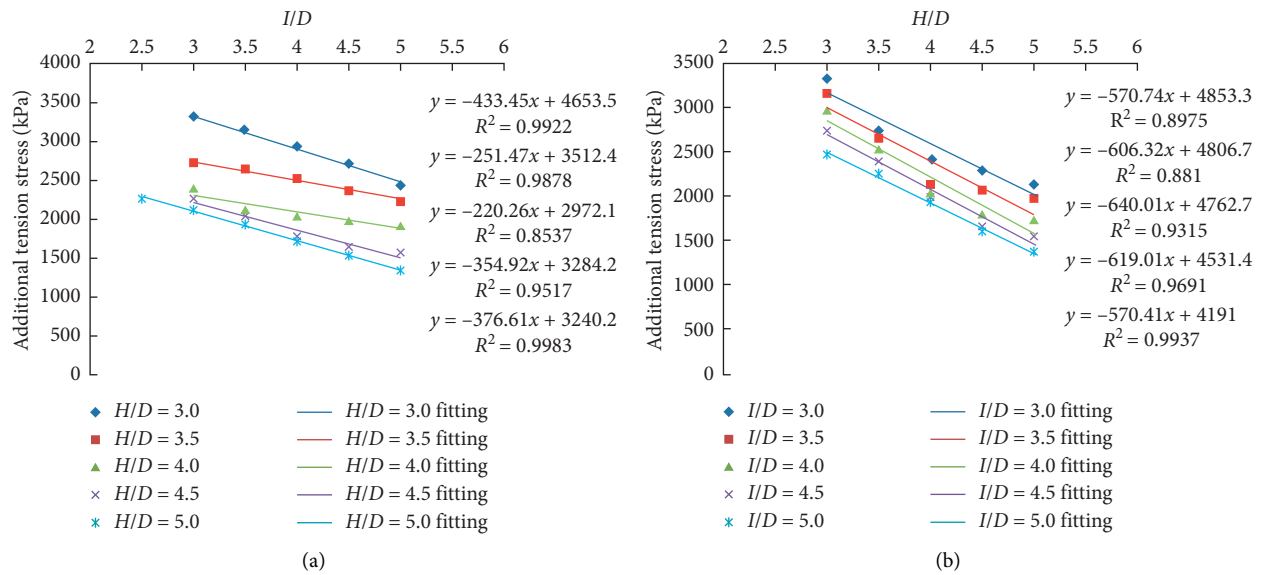 I/D
2 2.5 3 3.5 4 4.5 5 5.5 6
4000
3500
3000
2500
2000
1500
1000
500
0
Additional tension stress (kPa)
y = –433.45x + 4653.5
R² = 0.9922
y = –251.47x + 3512.4
R² = 0.9878
y = –220.26x + 2972.1
R² = 0.8537
y = –354.92x + 3284.2
R² = 0.9517
y = –376.61x + 3240.2
R² = 0.9983
H/D = 3.0 H/D = 3.0 fitting
H/D = 3.5 H/D = 3.5 fitting
H/D = 4.0 H/D = 4.0 fitting
H/D = 4.5 H/D = 4.5 fitting
H/D = 5.0 H/D = 5.0 fitting
(a)
H/D
2 2.5 3 3.5 4 4.5 5 5.5 6
3500
3000
2500
2000
1500
1000
500
0
Additional tension stress (kPa)
y = –570.74x + 4853.3
R² = 0.8975
y = –606.32x + 4806.7
R² = 0.881
y = –640.01x + 4762.7
R² = 0.9315
y = –619.01x + 4531.4
R² = 0.9691
y = –570.41x + 4191
R² = 0.9937
I/D = 3.0 I/D = 3.0 fitting
I/D = 3.5 I/D = 3.5 fitting
I/D = 4.0 I/D = 4.0 fitting
I/D = 4.5 I/D = 4.5 fitting
I/D = 5.0 I/D = 5.0 fitting
(b)